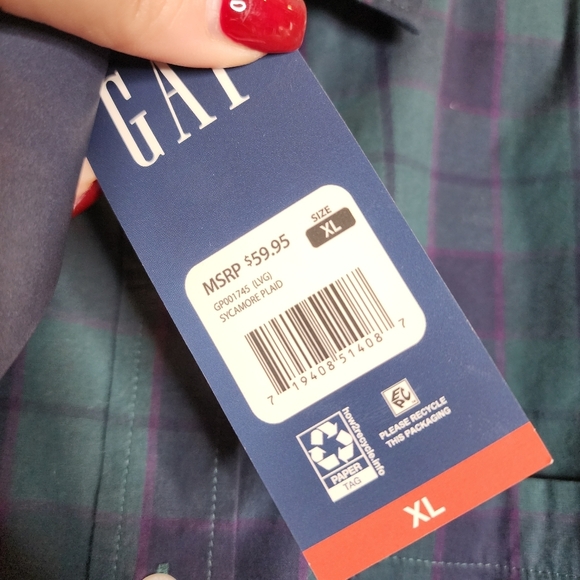 GAP
MSRP $59.95
SIZE
XL
GP001745 (LVG)
SYCAMORE PLAID
7 19408 51408 7
how2recycle.info
PAPER
TAG
PLEASE RECYCLE
THIS PACKAGING
XL